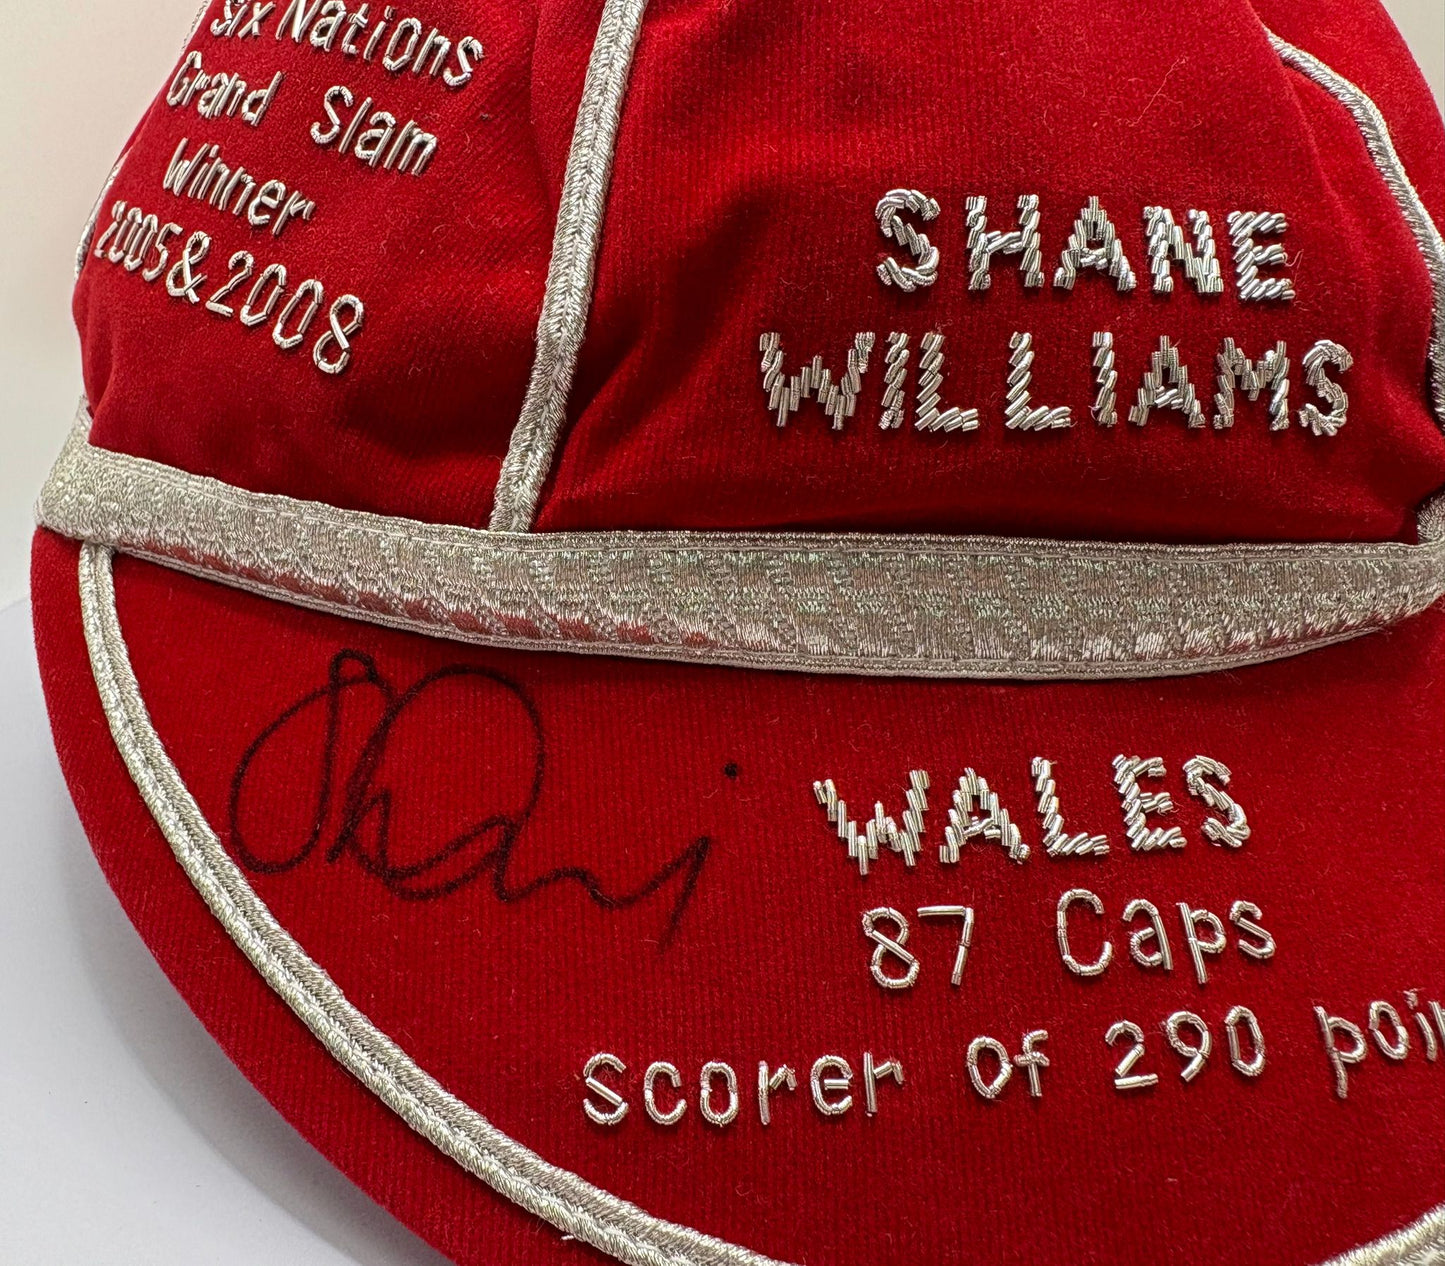 Six Nations
Grand Slam
Winner
2005&2008
SHANE
WILLIAMS
WALES
87 Caps
scorer of 290